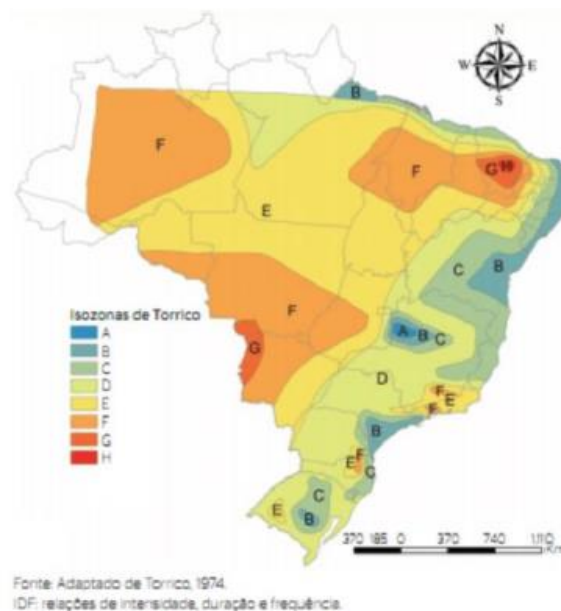 N
W E
S
B
F
F
G
E
C
B
F
A B C
G
D
F
E
F
B
F
E
C
C
E
B
Isozonas de Torrico
A
B
C
D
E
F
G
H
370 185 0 370 740 1.110
Km
Fonte: Adaptado de Torrico, 1974.
IDF: relações de intensidade, duração e frequência.